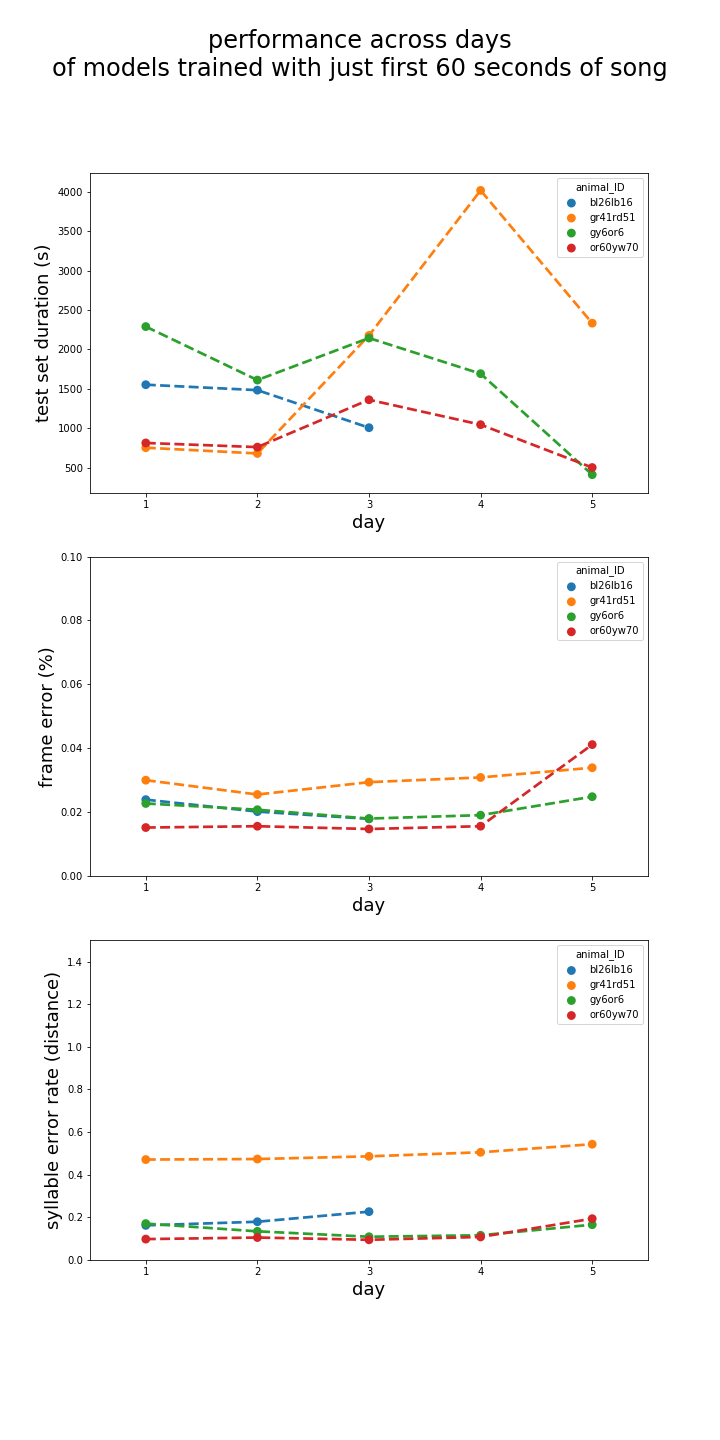 performance across days
of models trained with just first 60 seconds of song
test set duration (s)
4000
3500
3000
2500
2000
1500
1000
500
animal_ID
bl26lb16
gr41rd51
gy6or6
or60yw70
1 2 3 4 5
day
frame error (%)
0.10
0.08
0.06
0.04
0.02
0.00
animal_ID
bl26lb16
gr41rd51
gy6or6
or60yw70
1 2 3 4 5
day
syllable error rate (distance)
1.4
1.2
1.0
0.8
0.6
0.4
0.2
0.0
animal_ID
bl26lb16
gr41rd51
gy6or6
or60yw70
1 2 3 4 5
day